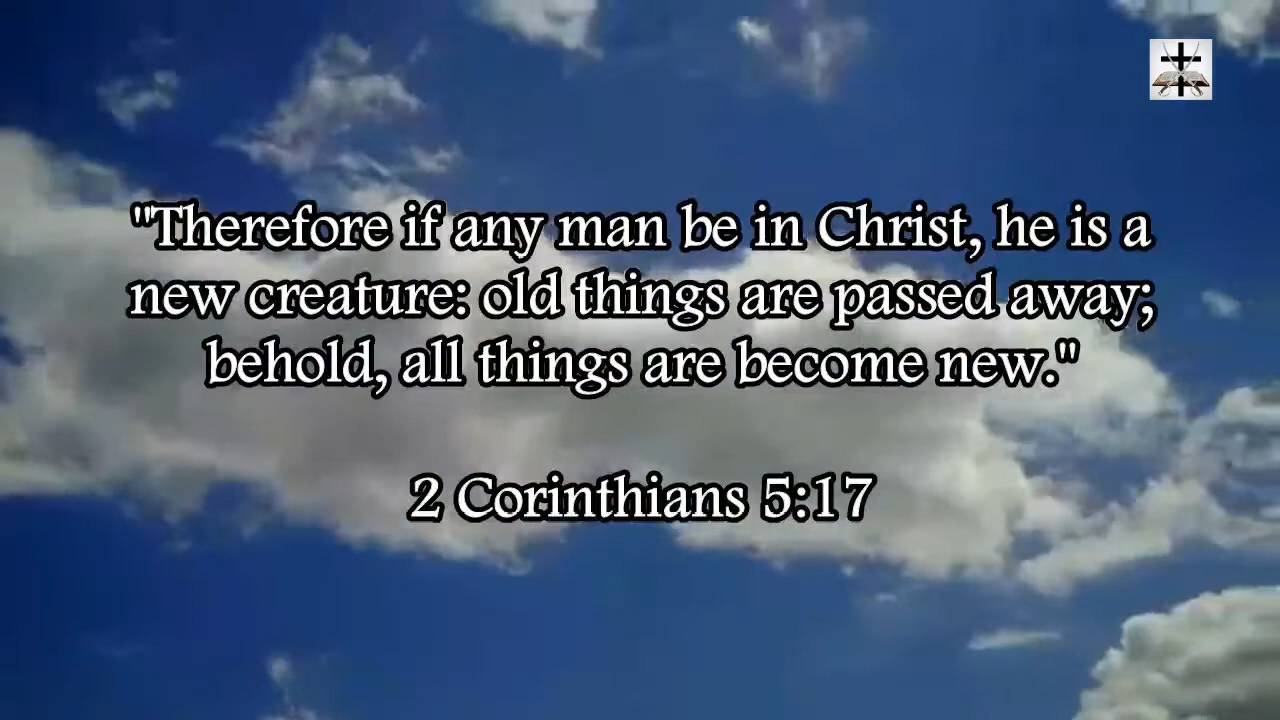 "Therefore if any man be in Christ, he is a
new creature: old things are passed away;
behold, all things are become new."
2 Corinthians 5:17